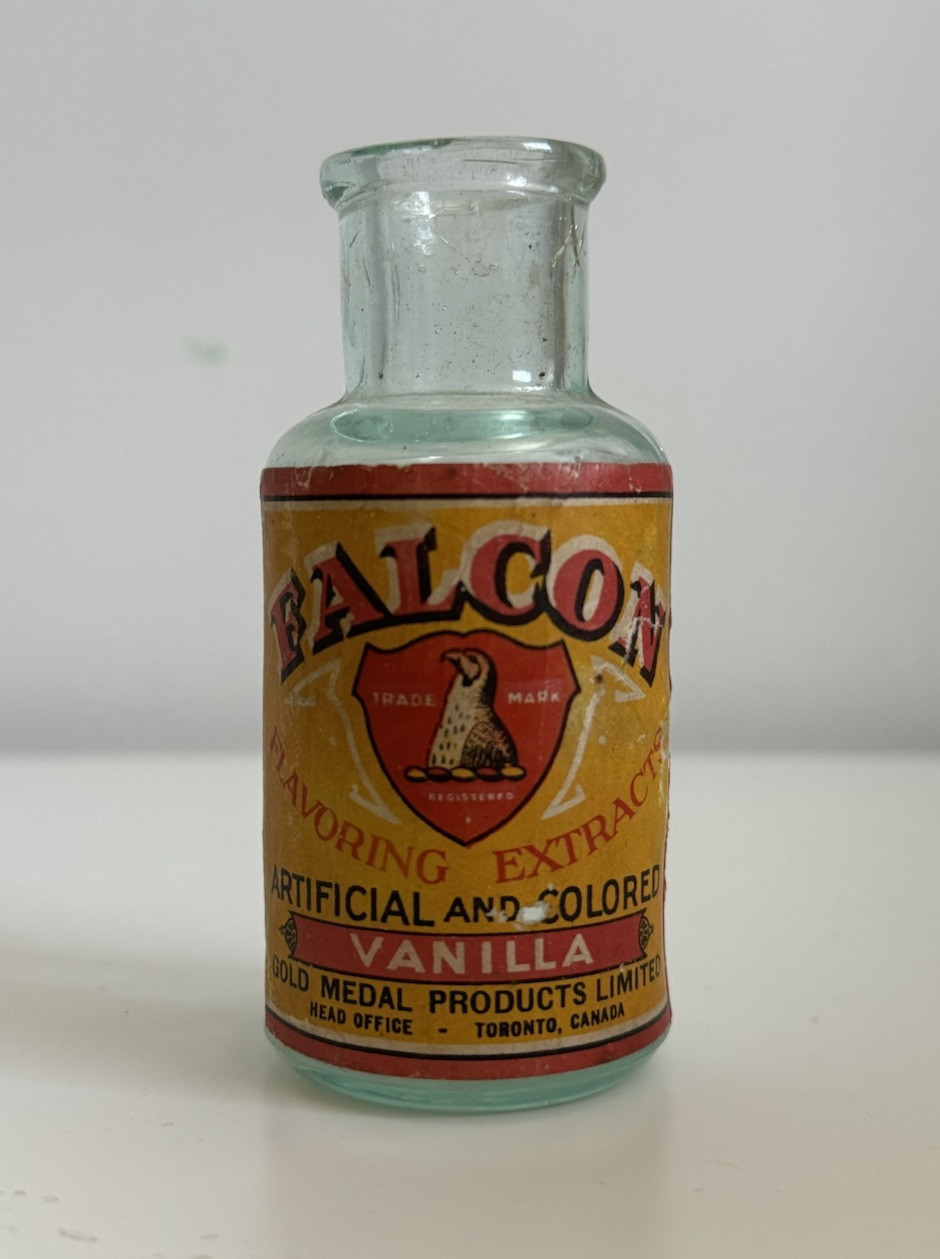 FALCON
TRADE MARK
REGISTERED
FLAVORING EXTRACTS
ARTIFICIAL AND COLORED
VANILLA
GOLD MEDAL PRODUCTS LIMITED
HEAD OFFICE - TORONTO, CANADA